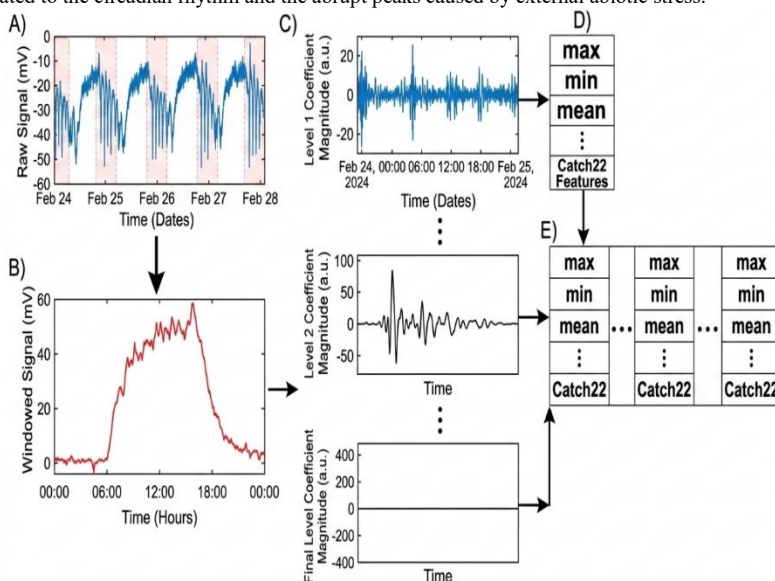 ated to the circadian rhythm and the abrupt peaks caused by external abiotic stress.
A)
Raw Signal (mV)
0
-10
-20
-30
-40
-50
-60
Feb 24
Feb 25
Feb 26
Feb 27
Feb 28
Time (Dates)
B)
Windowed Signal (mV)
60
40
20
0
00:00
06:00
12:00
18:00
00:00
Time (Hours)
C)
Level 1 Coefficient
Magnitude (a.u.)
20
0
-20
Feb 24, 00:00 06:00 12:00 18:00 Feb 25,
2024
2024
Time (Dates)
Level 2 Coefficient
Magnitude (a.u.)
100
50
0
-50
Time
Final Level Coefficient
Magnitude (a.u.)
400
200
0
-200
-400
Time
D)
max
min
mean
Catch22
Features
E)
max
max
max
min
min
min
mean
mean
mean
Catch22
Catch22
Catch22